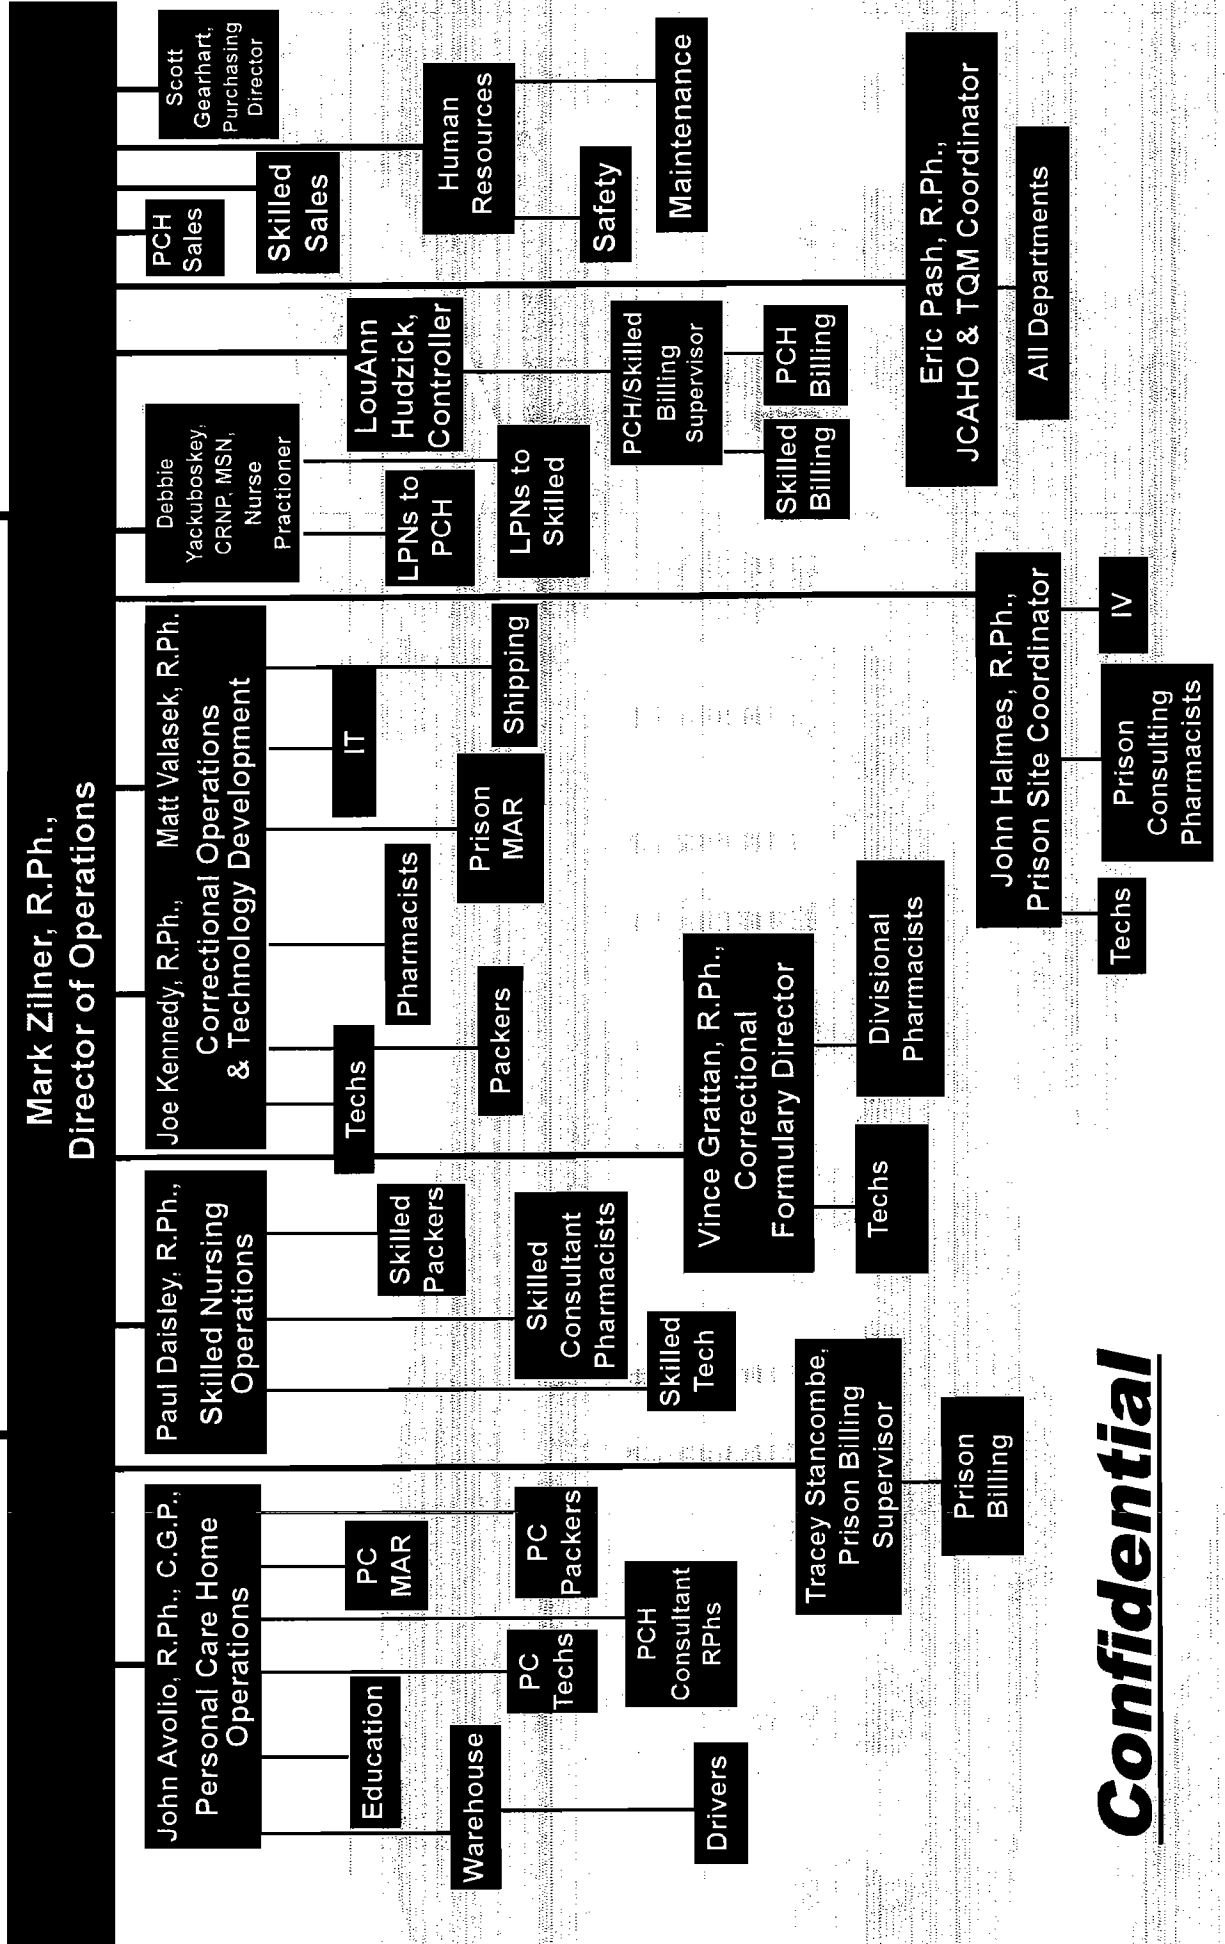 Mark Zilner, R.Ph.,
Director of Operations
John Avolio, R.Ph., C.G.P.,
Personal Care Home
Operations
Education
Warehouse
Drivers
PC
Techs
PCH
Consultant
RPhs
PC
MAR
PC
Packers
Tracey Stancombe,
Prison Billing
Supervisor
Prison
Billing
Paul Daisley, R.Ph.,
Skilled Nursing
Operations
Skilled
Tech
Skilled
Consultant
Pharmacists
Skilled
Packers
Vince Grattan, R.Ph.,
Correctional
Formulary Director
Techs
Divisional
Pharmacists
Joe Kennedy, R.Ph., Matt Valasek, R.Ph.
Correctional Operations
& Technology Development
Techs
Packers
Pharmacists
Prison
MAR
IT
Shipping
John Halmes, R.Ph.,
Prison Site Coordinator
Techs
Prison
Consulting
Pharmacists
IV
Debbie
Yackuboskey,
CRNP, MSN,
Nurse
Practioner
LPNs to
PCH
LPNs to
Skilled
LouAnn
Hudzick,
Controller
PCH/Skilled
Billing
Supervisor
Skilled
Billing
PCH
Billing
Eric Pash, R.Ph.,
JCAHO & TQM Coordinator
All Departments
PCH
Sales
Skilled
Sales
Human
Resources
Safety
Maintenance
Scott
Gearhart,
Purchasing
Director
Confidential